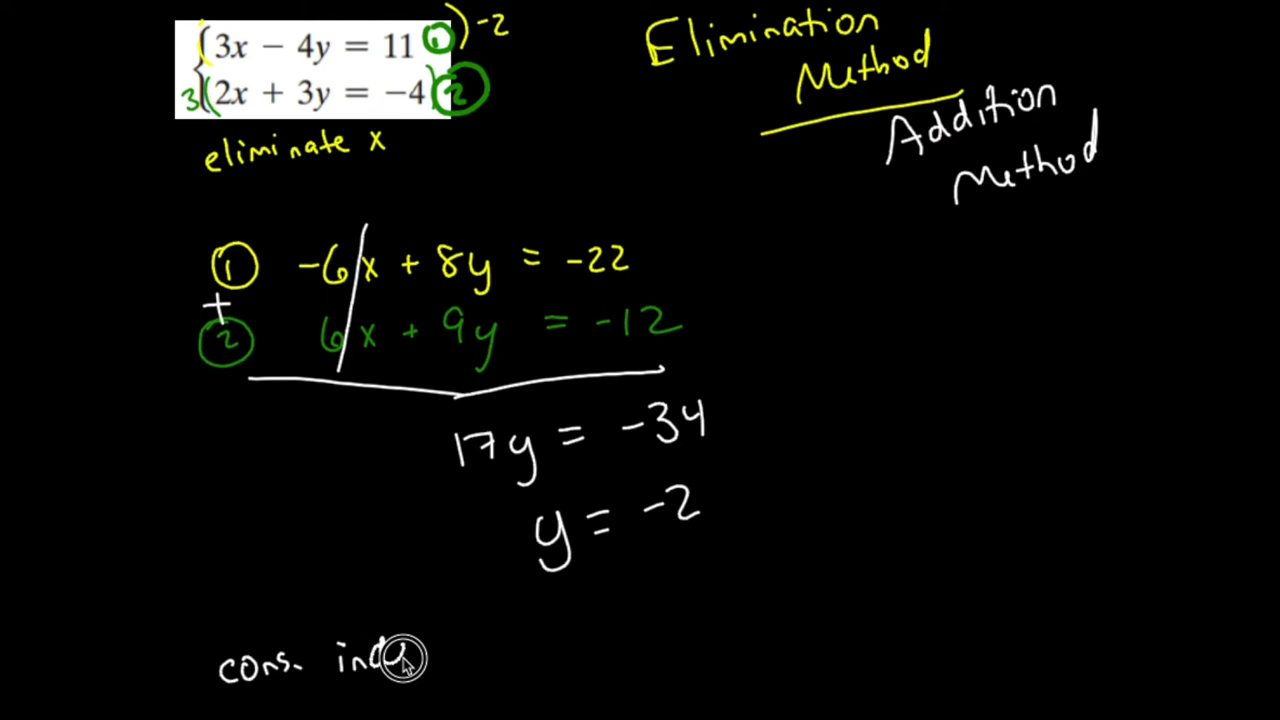 3x − 4y = 11 ① ) -2
3 ( 2x + 3y = −4 ) ②
eliminate x
Elimination
Method
Addition
Method
① -6x + 8y = -22
+
② 6x + 9y = -12
17y = -34
y = -2
cons.